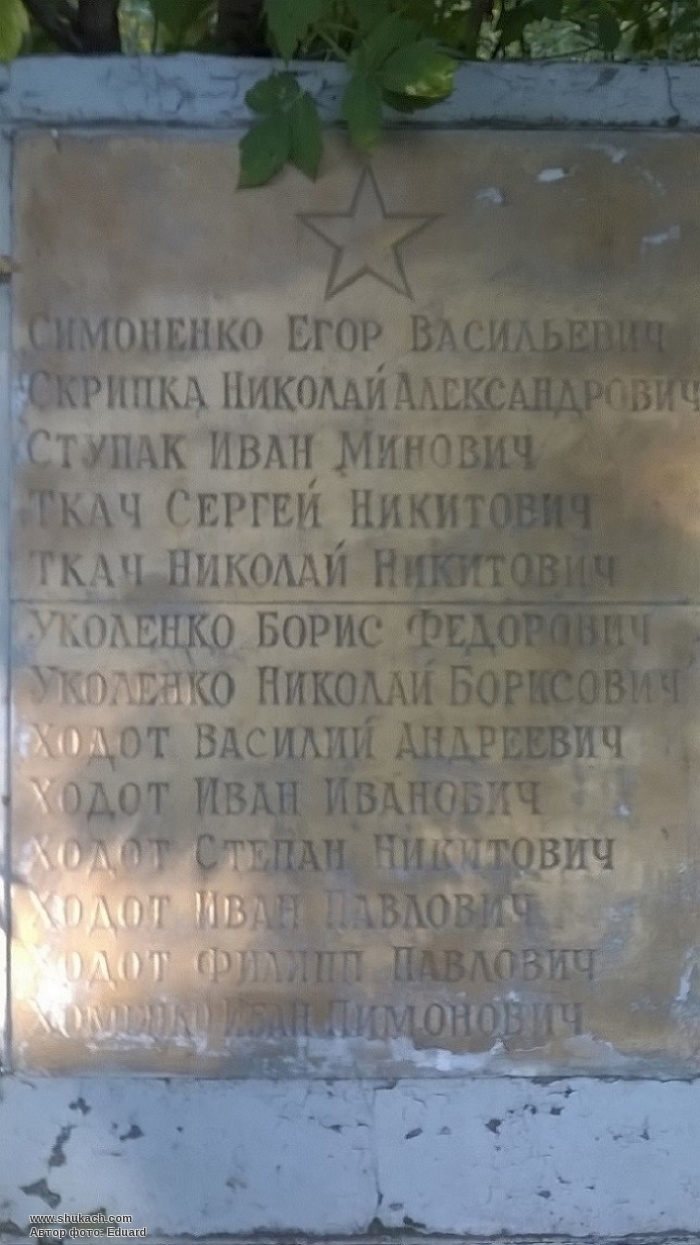 Симоненко Егор Васильевич
Скрипка Николай Александрович
Ступак Иван Минович
Ткач Сергей Никитович
Ткач Николай Никитович
Уколенко Борис Федорович
Уколенко Николай Борисович
Ходот Василий Андреевич
Ходот Иван Иванович
Ходот Степан Никитович
Ходот Иван Павлович
Ходот Филипп Павлович
Хоменко Иван Пимонович
www.shukach.com
Автор фото: Eduard